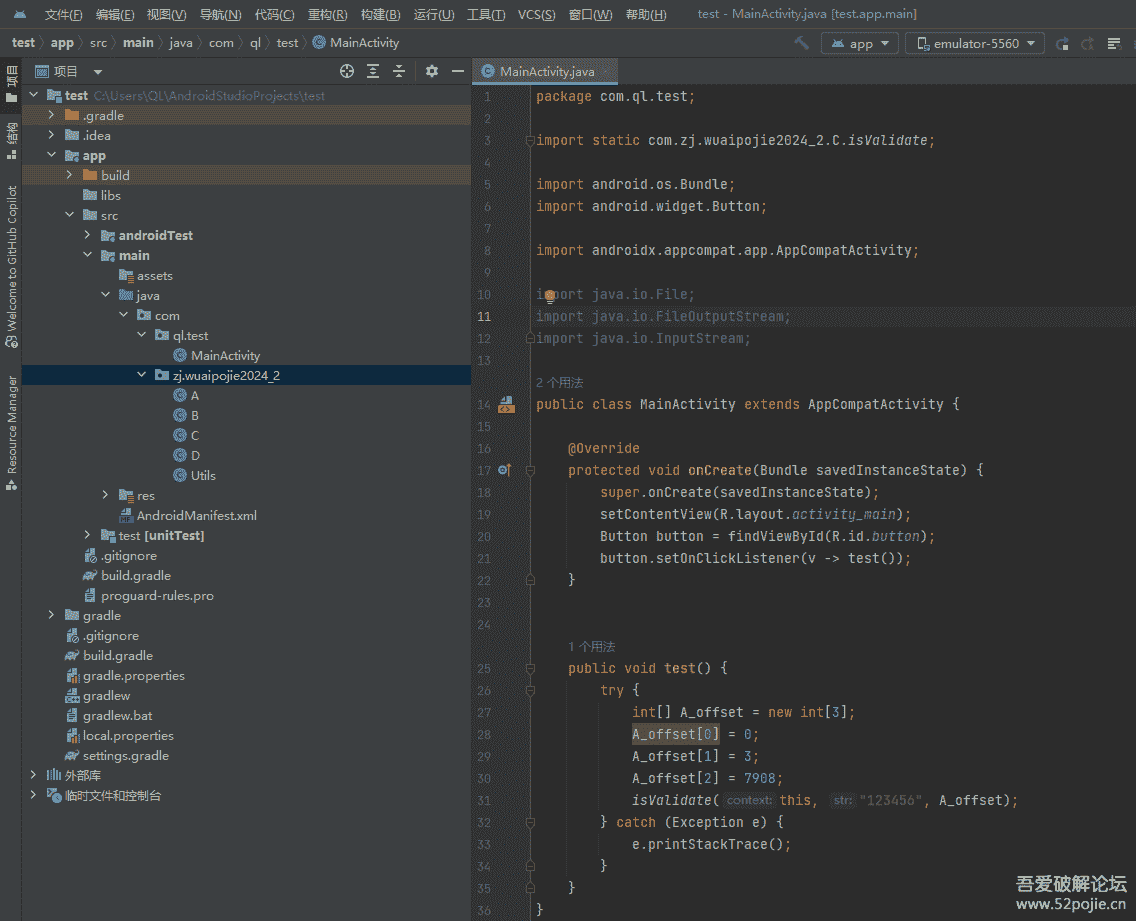 文件(F) 编辑(E) 视图(V) 导航(N) 代码(C) 重构(R) 构建(B) 运行(U) 工具(T) VCS(S) 窗口(W) 帮助(H) test - MainActivity.java [test.app.main]
test app src main java com ql test MainActivity app emulator-5560
项目
MainActivity.java
项目
结构
Welcome to GitHub Copilot
Resource Manager
test C:\Users\QL\AndroidStudioProjects\test
.gradle
.idea
app
build
libs
src
androidTest
main
assets
java
com
ql.test
MainActivity
zj.wuaipojie2024_2
A
B
C
D
Utils
res
AndroidManifest.xml
test [unitTest]
.gitignore
build.gradle
proguard-rules.pro
gradle
.gitignore
build.gradle
gradle.properties
gradlew
gradlew.bat
local.properties
settings.gradle
外部库
临时文件和控制台
1 package com.ql.test;
2
3 import static com.zj.wuaipojie2024_2.C.isValidate;
4
5 import android.os.Bundle;
6 import android.widget.Button;
7
8 import androidx.appcompat.app.AppCompatActivity;
9
10 import java.io.File;
11 import java.io.FileOutputStream;
12 import java.io.InputStream;
13
2 个用法
14 public class MainActivity extends AppCompatActivity {
15
16 @Override
17 protected void onCreate(Bundle savedInstanceState) {
18 super.onCreate(savedInstanceState);
19 setContentView(R.layout.activity_main);
20 Button button = findViewById(R.id.button);
21 button.setOnClickListener(v -> test());
22 }
23
24
1 个用法
25 public void test() {
26 try {
27 int[] A_offset = new int[3];
28 A_offset[0] = 0;
29 A_offset[1] = 3;
30 A_offset[2] = 7908;
31 isValidate( context: this, str: "123456", A_offset);
32 } catch (Exception e) {
33 e.printStackTrace();
34 }
35 }
36 }
吾爱破解论坛
www.52pojie.cn